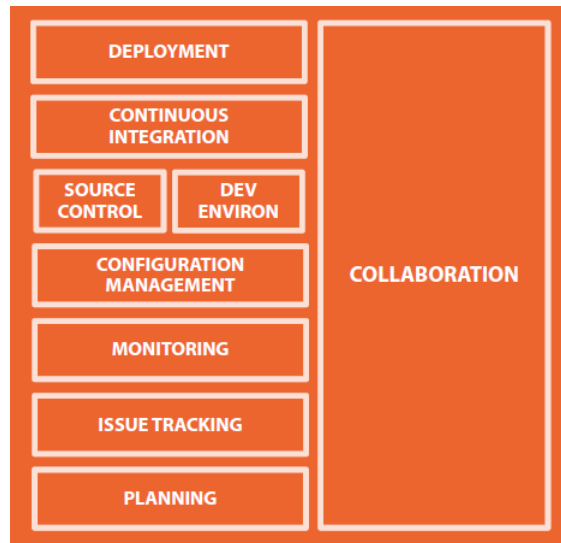 DEPLOYMENT
CONTINUOUS
INTEGRATION
SOURCE
CONTROL
DEV
ENVIRON
CONFIGURATION
MANAGEMENT
MONITORING
ISSUE TRACKING
PLANNING
COLLABORATION